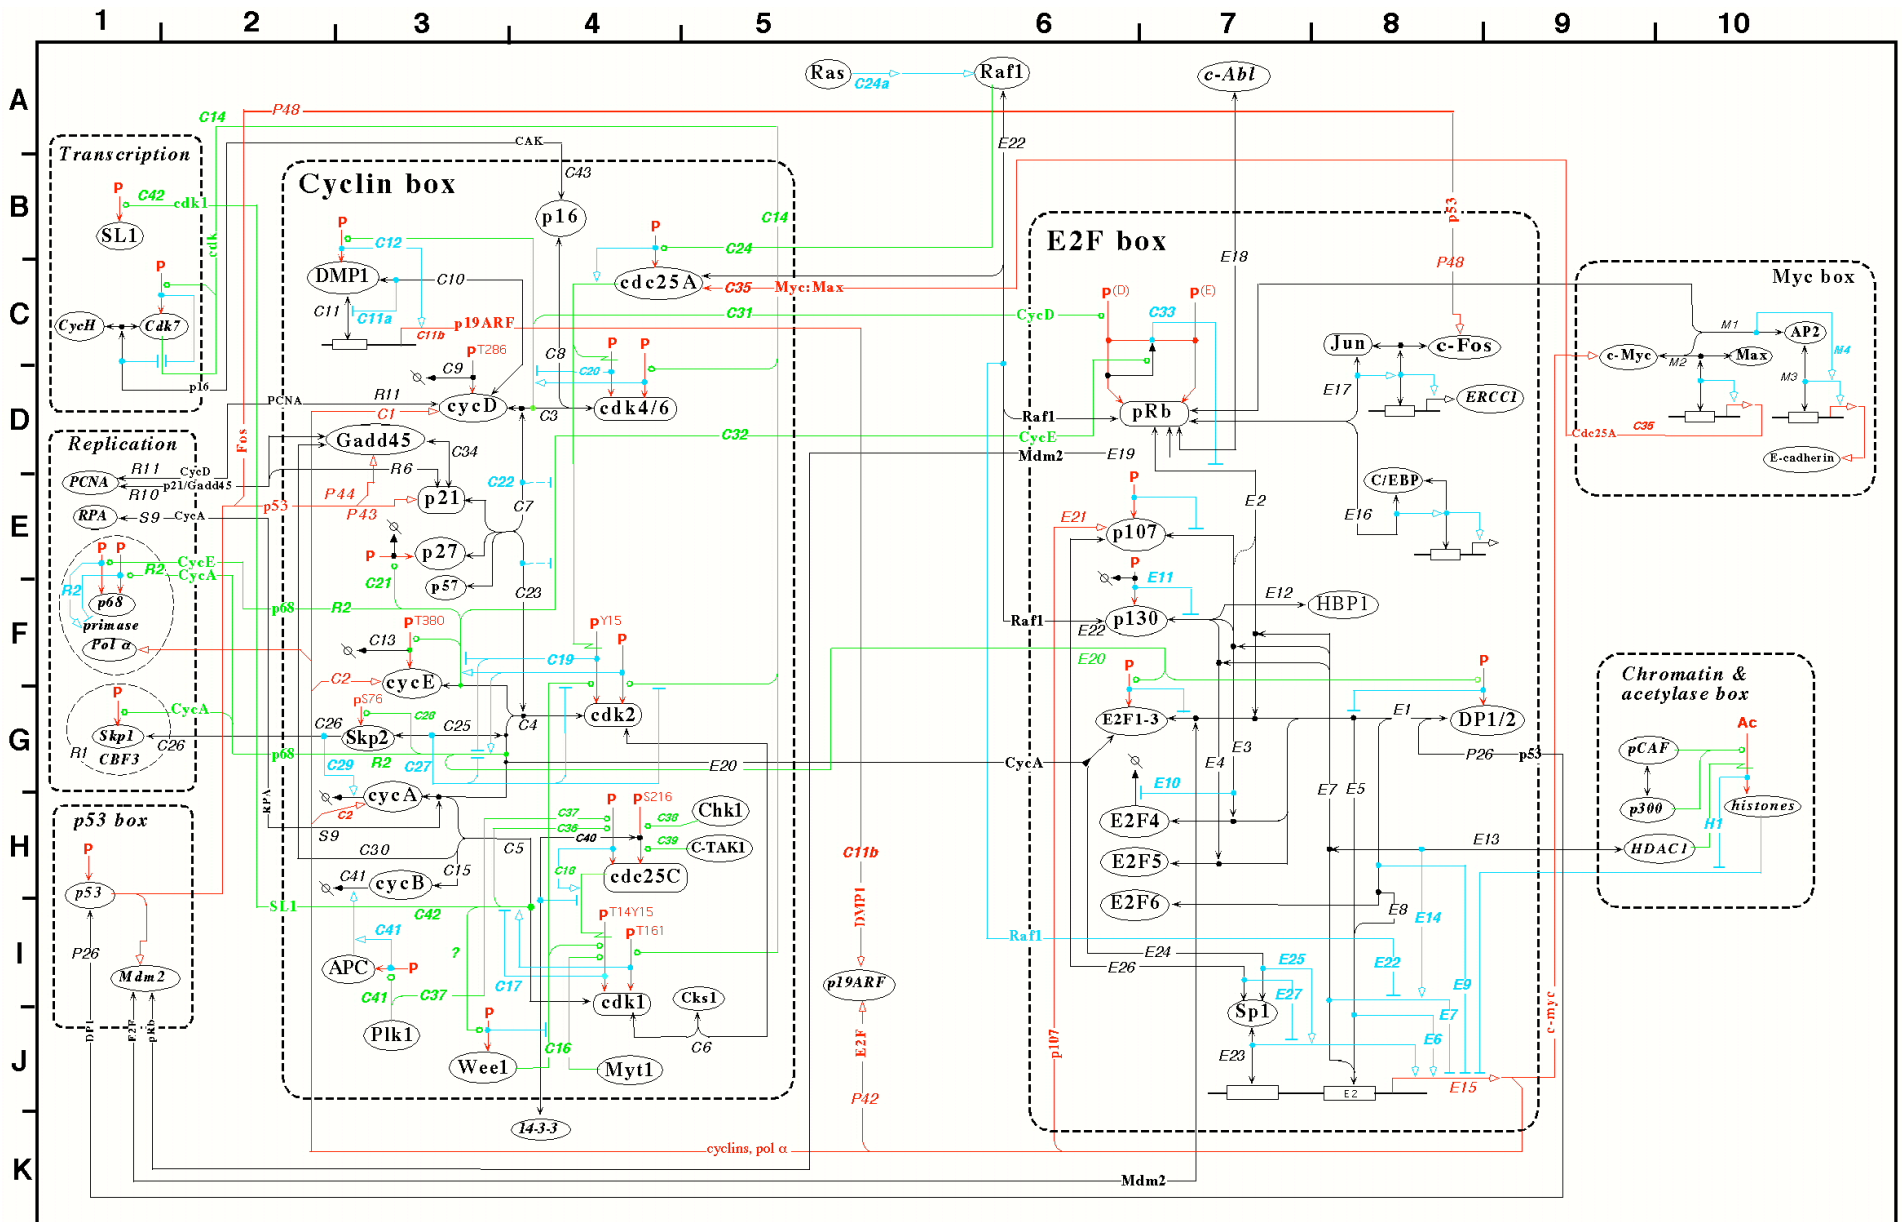 1 2 3 4 5 6 7 8 9 10
A
Ras
C24a
Raf1
c-Abl
P48
C14
CAK
E22
B
Transcription
P
C42
cdk1
SL1
cdk
P
CycH
Cdk7
p16
Cyclin box
C43
p16
P
C12
DMP1
C10
C11
C11a
C11b
p19ARF
P
C24
C14
cdc25A
C35
Myc:Max
C31
CycD
C
E18
E2F box
p53
P48
P(D)
P(E)
C33
Jun
c-Fos
E17
ERCC1
Myc box
M1
AP2
c-Myc
M2
Max
M3
M4
Cdc25A
C35
E-cadherin
D
PCNA
R11
C1
PT286
C9
cycD
C3
C8
P
P
C20
cdk4/6
Raf1
pRb
C32
CycE
Mdm2
E19
Fos
Gadd45
C34
Replication
R11
CycD
PCNA
R10
p21/Gadd45
R6
P44
p53
P43
p21
C22
C7
E2
C/EBP
E16
E
RPA
S9
CycA
P
P
R2
CycE
CycA
R2
p68
primase
Pol α
P
p27
C21
p57
C23
p68
R2
E21
P
p107
P
E11
p130
E12
HBP1
Raf1
E22
F
PT380
C13
cycE
C2
PY15
P
C19
cdk2
C4
E20
P
E2F1-3
P
DP1/2
E1
P26
p53
G
P
CycA
Skp1
CBF3
R1
C26
PS76
C26
Skp2
C28
C25
p68
R2
C27
C29
E20
CycA
E3
E4
E10
E7
E5
Chromatin &
acetylase box
Ac
pCAF
p300
histones
H1
HDAC1
H
p53 box
P
p53
RPA
cycA
C2
S9
C30
C15
C5
C41
cycB
C37
C36
C40
P
PS216
C38
Chk1
C39
C-TAK1
C18
cdc25C
E2F4
E2F5
E2F6
E13
E8
E14
C11b
DMP1
p19ARF
E2F
P42
I
P26
Mdm2
SL1
C42
C41
APC
P
C41
C37
?
PT14Y15
PT161
C17
cdk1
Cks1
C6
Raf1
E24
E26
E25
E27
E22
E9
E7
E6
Sp1
J
DP1
E2F
pRb
Plk1
P
Wee1
C16
Myt1
p107
E23
E2
E15
c-myc
14-3-3
K
cyclins, pol α
Mdm2